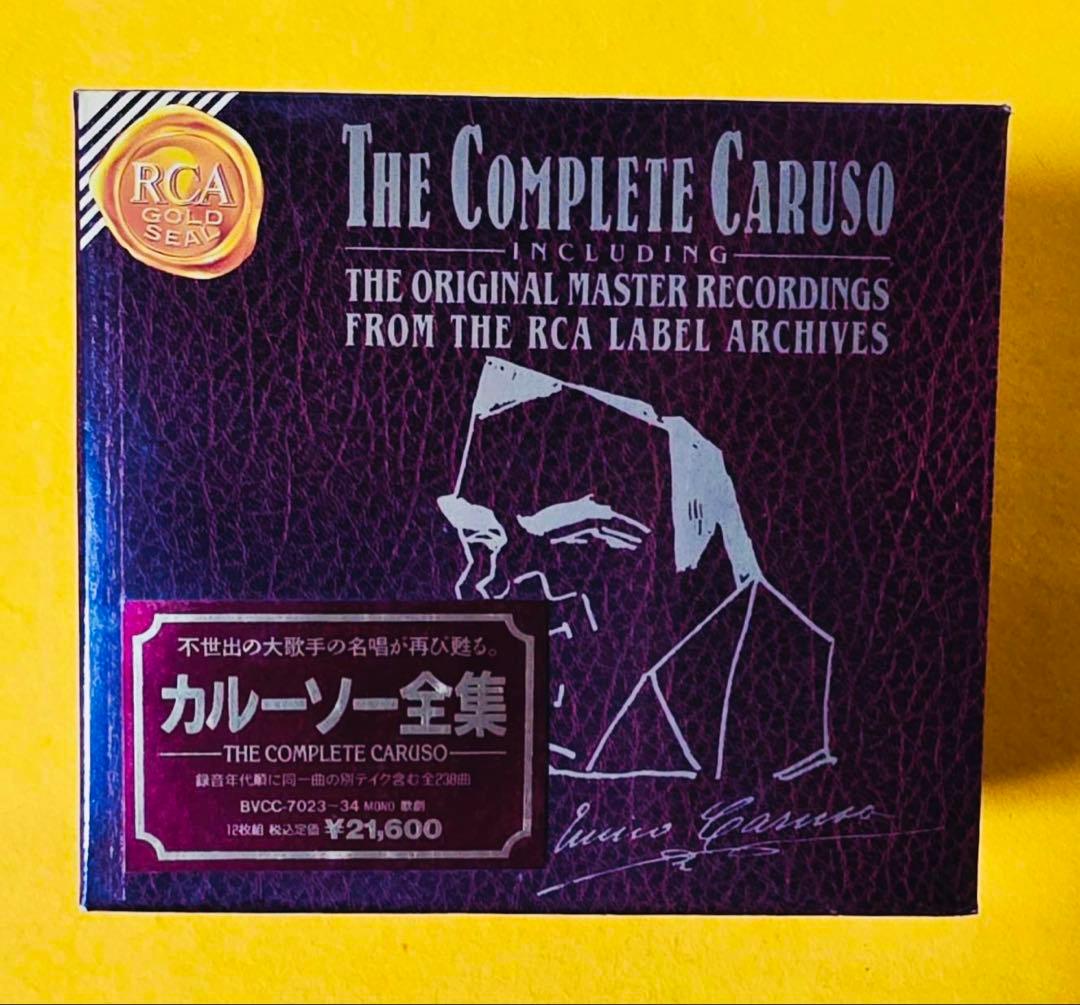 RCA
GOLD
SEAL
THE COMPLETE CARUSO
INCLUDING
THE ORIGINAL MASTER RECORDINGS
FROM THE RCA LABEL ARCHIVES
不世出の大歌手の名唱が再び甦る。
カルーソー全集
THE COMPLETE CARUSO
録音年代順に同一曲の別テイク含む全238曲
BVCC-7023-34 MONO 歌劇
12枚組 税込定価 ¥21,600
Enrico Caruso